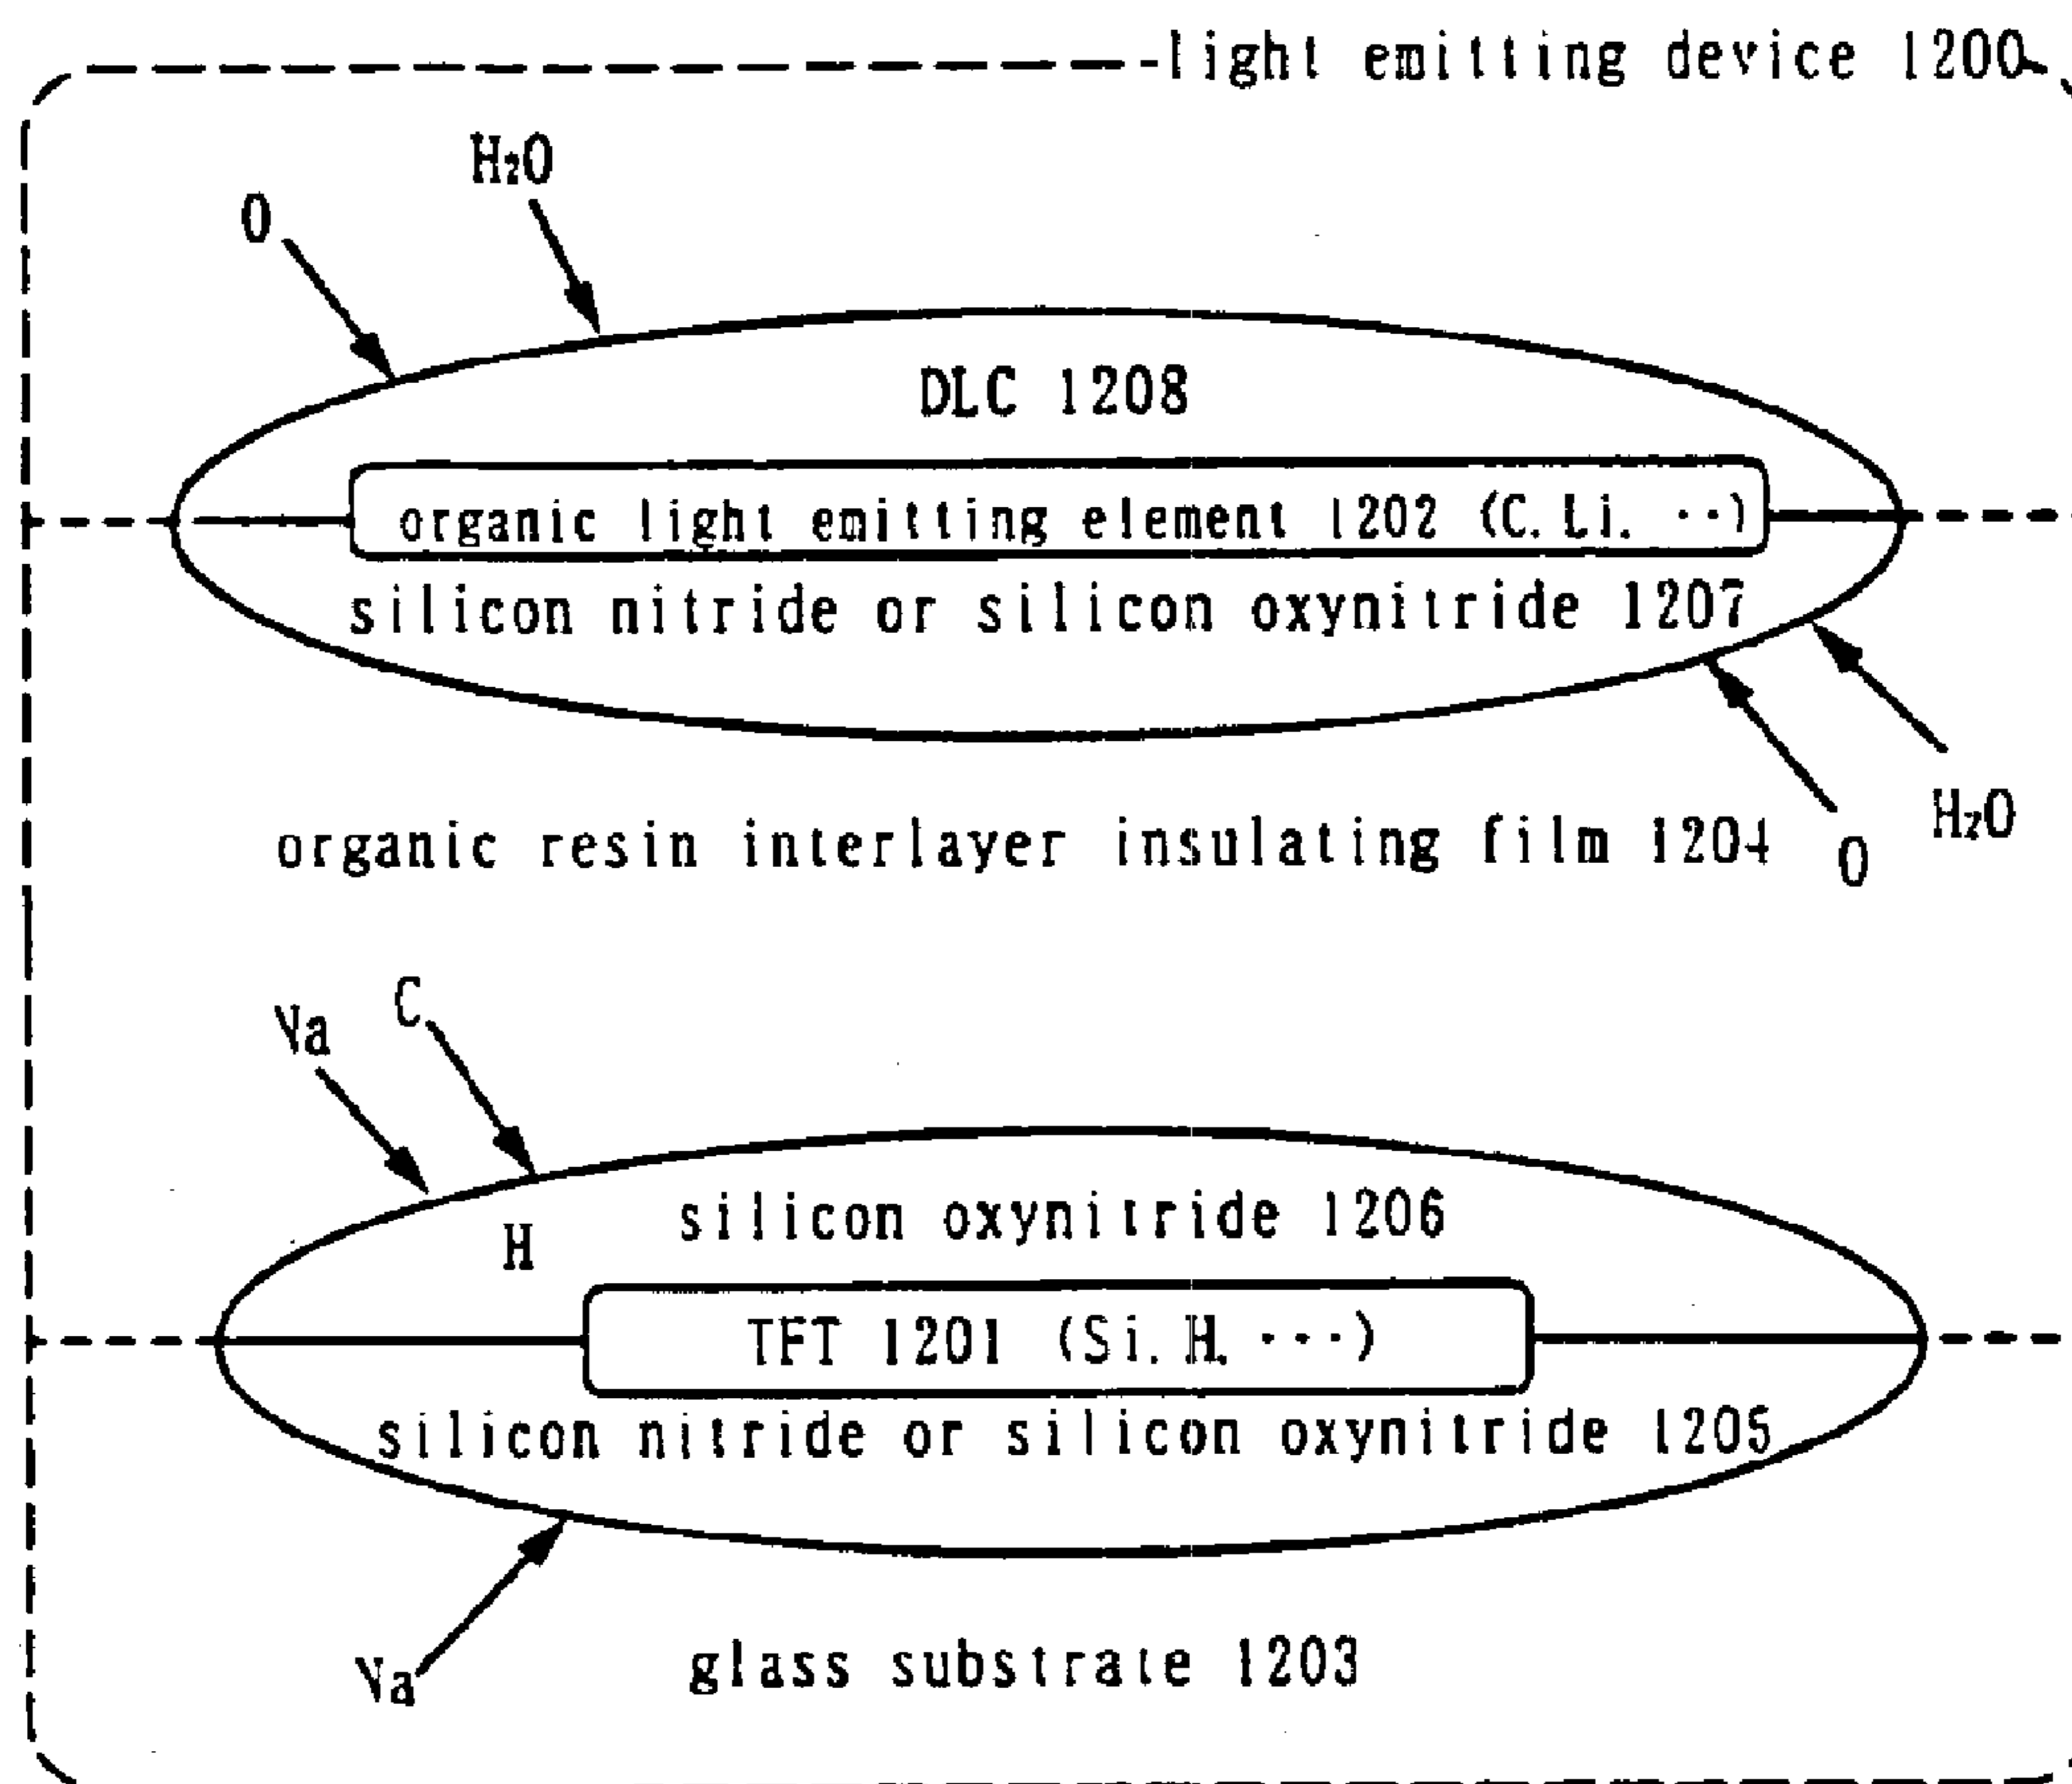 light emitting device 1200
H₂O
O
DLC 1208
organic light emitting element 1202 (C. Li. ··)
silicon nitride or silicon oxynitride 1207
organic resin interlayer insulating film 1204
H₂O
O
C
Na
silicon oxynitride 1206
H
TFT 1201 (Si. H. ···)
silicon nitride or silicon oxynitride 1205
Na
glass substrate 1203